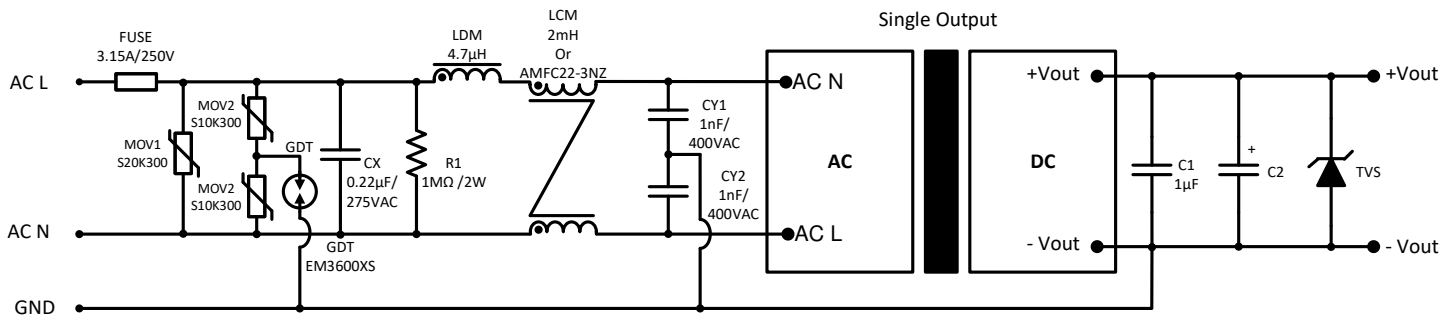 Single Output
LCM
2mH
Or
AMFC22-3NZ
LDM
4.7µH
FUSE
3.15A/250V
AC L
MOV1
S20K300
MOV2
S10K300
MOV2
S10K300
GDT
GDT
EM3600XS
CX
0.22µF/
275VAC
R1
1MΩ /2W
CY1
1nF/
400VAC
CY2
1nF/
400VAC
AC N
AC L
AC
DC
+Vout
- Vout
C1
1µF
+
C2
TVS
+Vout
- Vout
AC N
GND